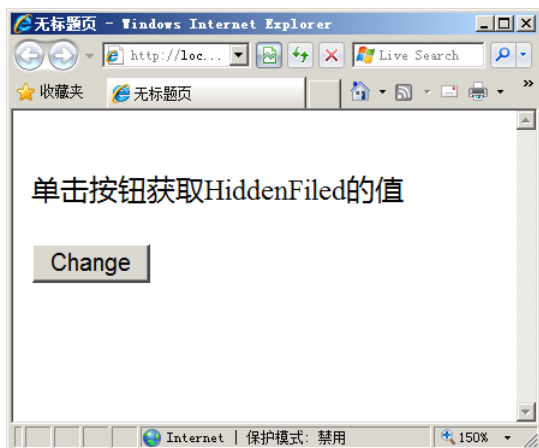 无标题页 - Windows Internet Explorer
http://loc... Live Search
收藏夹 无标题页 »
单击按钮获取HiddenFiled的值
Change
Internet | 保护模式: 禁用 150%